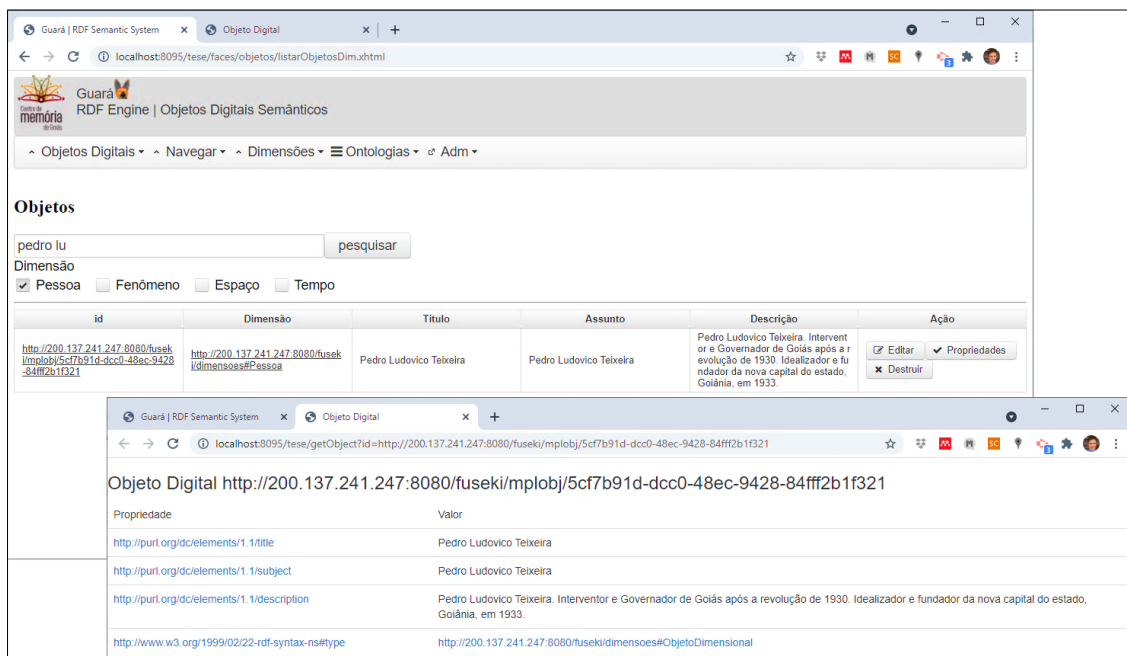 Guará | RDF Semantic System
Objeto Digital
localhost:8095/tese/faces/objetos/listarObjetosDim.xhtml
SC
3
Centro de
memória
de Goiás
Guará
RDF Engine | Objetos Digitais Semânticos
Objetos Digitais
Navegar
Dimensões
Ontologias
Adm
Objetos
pedro lu
pesquisar
Dimensão
Pessoa Fenômeno Espaço Tempo
id Dimensão Título Assunto Descrição Ação
http://200.137.241.247:8080/fusek
i/mplobj/5cf7b91d-dcc0-48ec-9428
-84fff2b1f321
http://200.137.241.247:8080/fusek
i/dimensoes#Pessoa
Pedro Ludovico Teixeira
Pedro Ludovico Teixeira
Pedro Ludovico Teixeira. Intervent
or e Governador de Goiás após a r
evolução de 1930. Idealizador e fu
ndador da nova capital do estado,
Goiânia, em 1933.
Editar Propriedades
Destruir
Guará | RDF Semantic System
Objeto Digital
localhost:8095/tese/getObject?id=http://200.137.241.247:8080/fuseki/mplobj/5cf7b91d-dcc0-48ec-9428-84fff2b1f321
SC
3
Objeto Digital http://200.137.241.247:8080/fuseki/mplobj/5cf7b91d-dcc0-48ec-9428-84fff2b1f321
Propriedade Valor
http://purl.org/dc/elements/1.1/title Pedro Ludovico Teixeira
http://purl.org/dc/elements/1.1/subject Pedro Ludovico Teixeira
http://purl.org/dc/elements/1.1/description Pedro Ludovico Teixeira. Interventor e Governador de Goiás após a revolução de 1930. Idealizador e fundador da nova capital do estado,
Goiânia, em 1933.
http://www.w3.org/1999/02/22-rdf-syntax-ns#type http://200.137.241.247:8080/fuseki/dimensoes#ObjetoDimensional